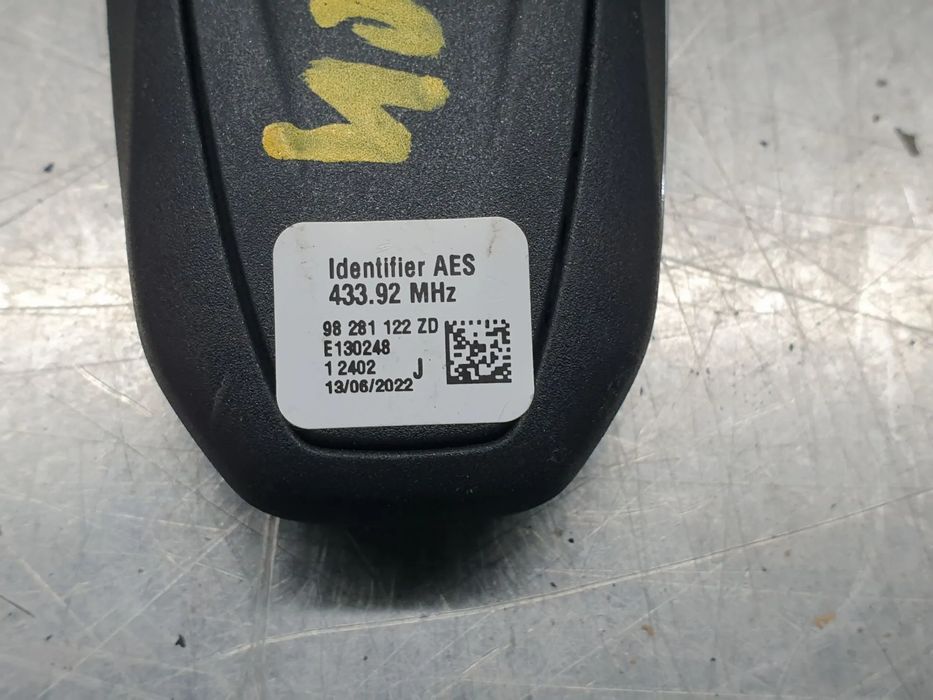 Identifier AES
433.92 MHz
98 281 122 ZD
E130248
1 2402 J
13/06/2022